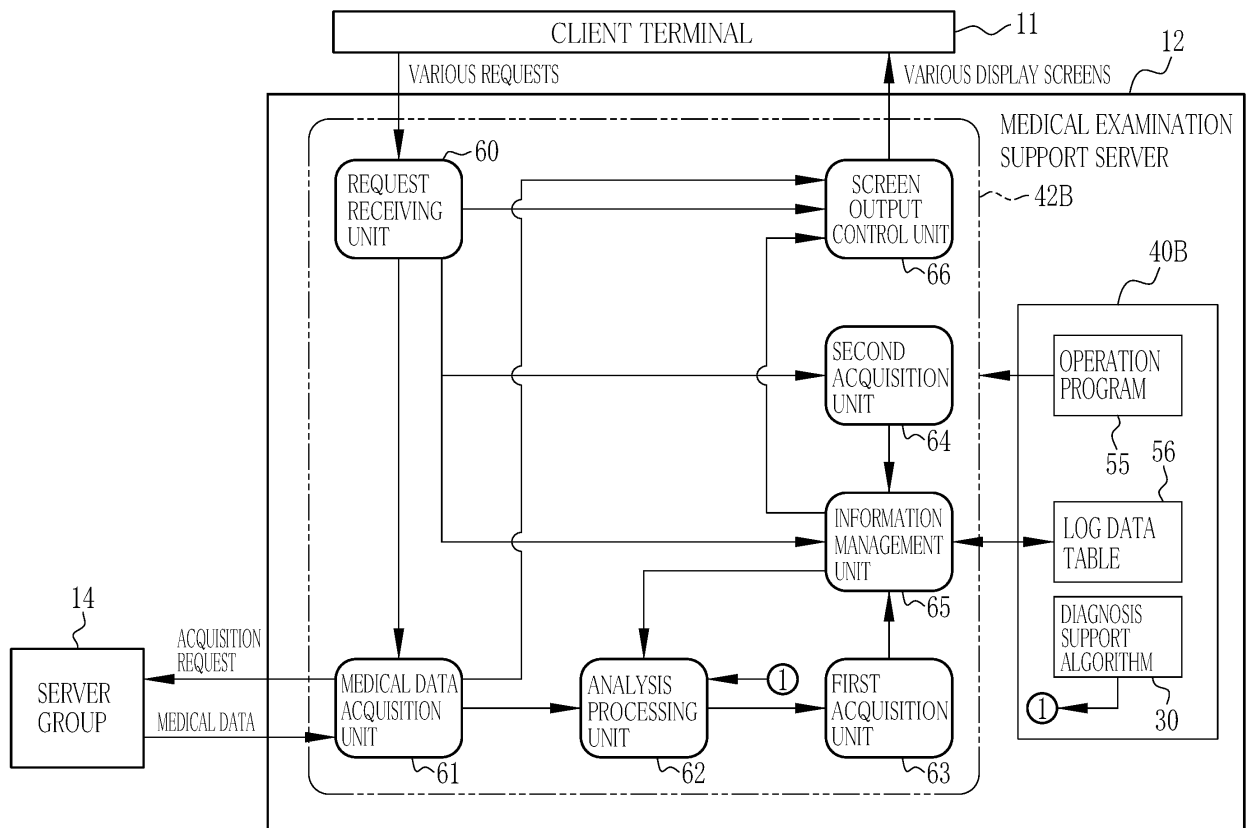 CLIENT TERMINAL
11
VARIOUS REQUESTS
VARIOUS DISPLAY SCREENS
12
MEDICAL EXAMINATION
SUPPORT SERVER
60
REQUEST
RECEIVING
UNIT
SCREEN
OUTPUT
CONTROL UNIT
66
42B
40B
SECOND
ACQUISITION
UNIT
64
OPERATION
PROGRAM
55
56
INFORMATION
MANAGEMENT
UNIT
65
LOG DATA
TABLE
14
SERVER
GROUP
ACQUISITION
REQUEST
MEDICAL DATA
MEDICAL DATA
ACQUISITION
UNIT
61
ANALYSIS
PROCESSING
UNIT
62
1
FIRST
ACQUISITION
UNIT
63
DIAGNOSIS
SUPPORT
ALGORITHM
1
30